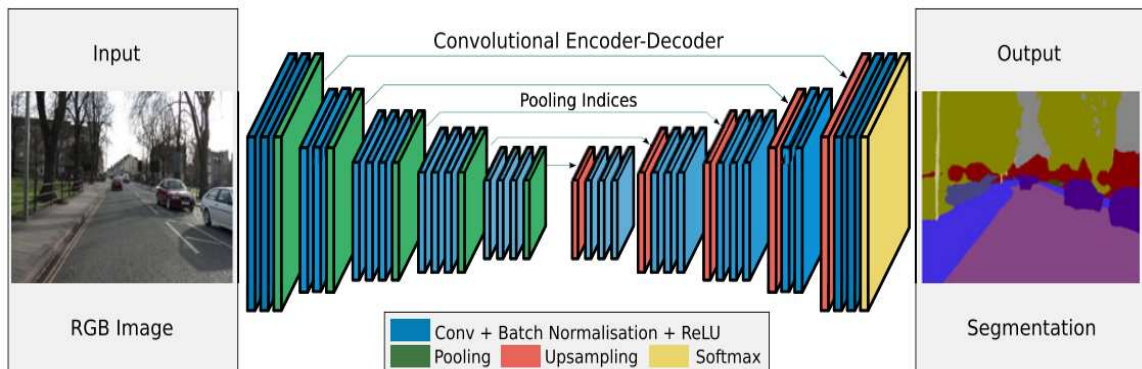 Input
Convolutional Encoder-Decoder
Output
Pooling Indices
RGB Image
Segmentation
Conv + Batch Normalisation + ReLU
Pooling
Upsampling
Softmax